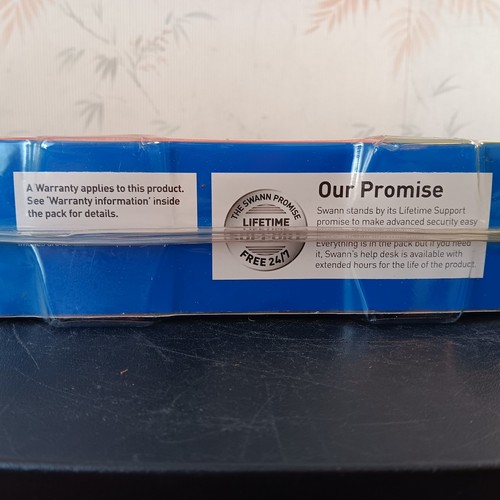 A Warranty applies to this product.
See 'Warranty information' inside
the pack for details.
THE SWANN PROMISE
LIFETIME
SUPPORT
FREE 24/7
Our Promise
Swann stands by its Lifetime Support
promise to make advanced security easy
Everything is in the pack but if you need
it, Swann's help desk is available with
extended hours for the life of the product